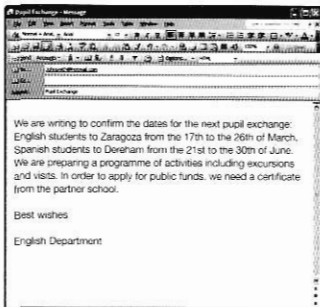 Pupil Exchange - Message
Pupil Exchange
We are writing to confirm the dates for the next pupil exchange:
English students to Zaragoza from the 17th to the 26th of March.
Spanish students to Dereham from the 21st to the 30th of June.
We are preparing a programme of activities including excursions
and visits. In order to apply for public funds, we need a certificate
from the partner school.
Best wishes
English Department